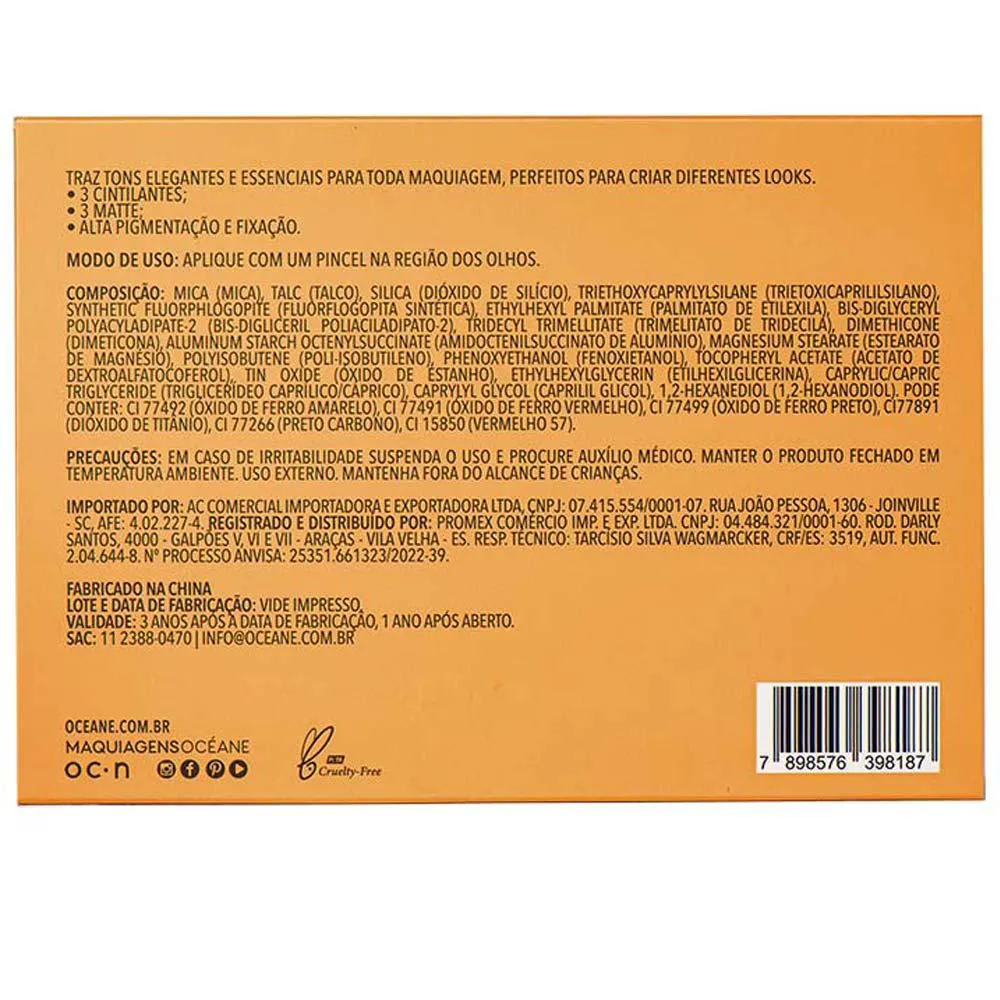 TRAZ TONS ELEGANTES E ESSENCIAIS PARA TODA MAQUIAGEM, PERFEITOS PARA CRIAR DIFERENTES LOOKS.
• 3 CINTILANTES;
• 3 MATTE;
• ALTA PIGMENTAÇÃO E FIXAÇÃO.
MODO DE USO: APLIQUE COM UM PINCEL NA REGIÃO DOS OLHOS.
COMPOSIÇÃO: MICA (MICA), TALC (TALCO), SILICA (DIÓXIDO DE SILÍCIO), TRIETHOXYCAPRYLYLSILANE (TRIETOXICAPRILILSILANO),
SYNTHETIC FLUORPHLOGOPITE (FLUORFLOGOPITA SINTÉTICA), ETHYLHEXYL PALMITATE (PALMITATO DE ETILEXILA), BIS-DIGLYCERYL
POLYACYLADIPATE-2 (BIS-DIGLICERIL POLIACILADIPATO-2), TRIDECYL TRIMELLITATE (TRIMELITATO DE TRIDECILA), DIMETHICONE
(DIMETICONA), ALUMINUM STARCH OCTENYLSUCCINATE (AMIDOCTENILSUCCINATO DE ALUMÍNIO), MAGNESIUM STEARATE (ESTEARATO
DE MAGNÉSIO), POLYISOBUTENE (POLI-ISOBUTILENO), PHENOXYETHANOL (FENOXIETANOL), TOCOPHERYL ACETATE (ACETATO DE
DEXTROALFATOCOFEROL), TIN OXIDE (ÓXIDO DE ESTANHO), ETHYLHEXYLGLYCERIN (ETILHEXILGLICERINA), CAPRYLIC/CAPRIC
TRIGLYCERIDE (TRIGLICERÍDEO CAPRILICO/CAPRICO), CAPRYLYL GLYCOL (CAPRILIL GLICOL), 1,2-HEXANEDIOL (1,2-HEXANODIOL). PODE
CONTER: CI 77492 (ÓXIDO DE FERRO AMARELO), CI 77491 (ÓXIDO DE FERRO VERMELHO), CI 77499 (ÓXIDO DE FERRO PRETO), CI77891
(DIÓXIDO DE TITÂNIO), CI 77266 (PRETO CARBONO), CI 15850 (VERMELHO 57).
PRECAUÇÕES: EM CASO DE IRRITABILIDADE SUSPENDA O USO E PROCURE AUXÍLIO MÉDICO. MANTER O PRODUTO FECHADO EM
TEMPERATURA AMBIENTE. USO EXTERNO. MANTENHA FORA DO ALCANCE DE CRIANÇAS.
IMPORTADO POR: AC COMERCIAL IMPORTADORA E EXPORTADORA LTDA, CNPJ: 07.415.554/0001-07. RUA JOÃO PESSOA, 1306 - JOINVILLE
- SC, AFE: 4.02.227-4. REGISTRADO E DISTRIBUÍDO POR: PROMEX COMÉRCIO IMP. E EXP. LTDA. CNPJ: 04.484.321/0001-60. ROD. DARLY
SANTOS, 4000 - GALPÕES V, VI E VII - ARAÇAS - VILA VELHA - ES. RESP. TÉCNICO: TARCÍSIO SILVA WAGMARCKER, CRF/ES: 3519, AUT. FUNC.
2.04.644-8. Nº PROCESSO ANVISA: 25351.661323/2022-39.
FABRICADO NA CHINA
LOTE E DATA DE FABRICAÇÃO: VIDE IMPRESSO,
VALIDADE: 3 ANOS APÓS A DATA DE FABRICAÇÃO, 1 ANO APÓS ABERTO.
SAC: 11 2388-0470 | INFO@OCEANE.COM.BR
OCEANE.COM.BR
MAQUIAGENSOCÉANE
oc·n
PETA
Cruelty-Free
7 898576 398187